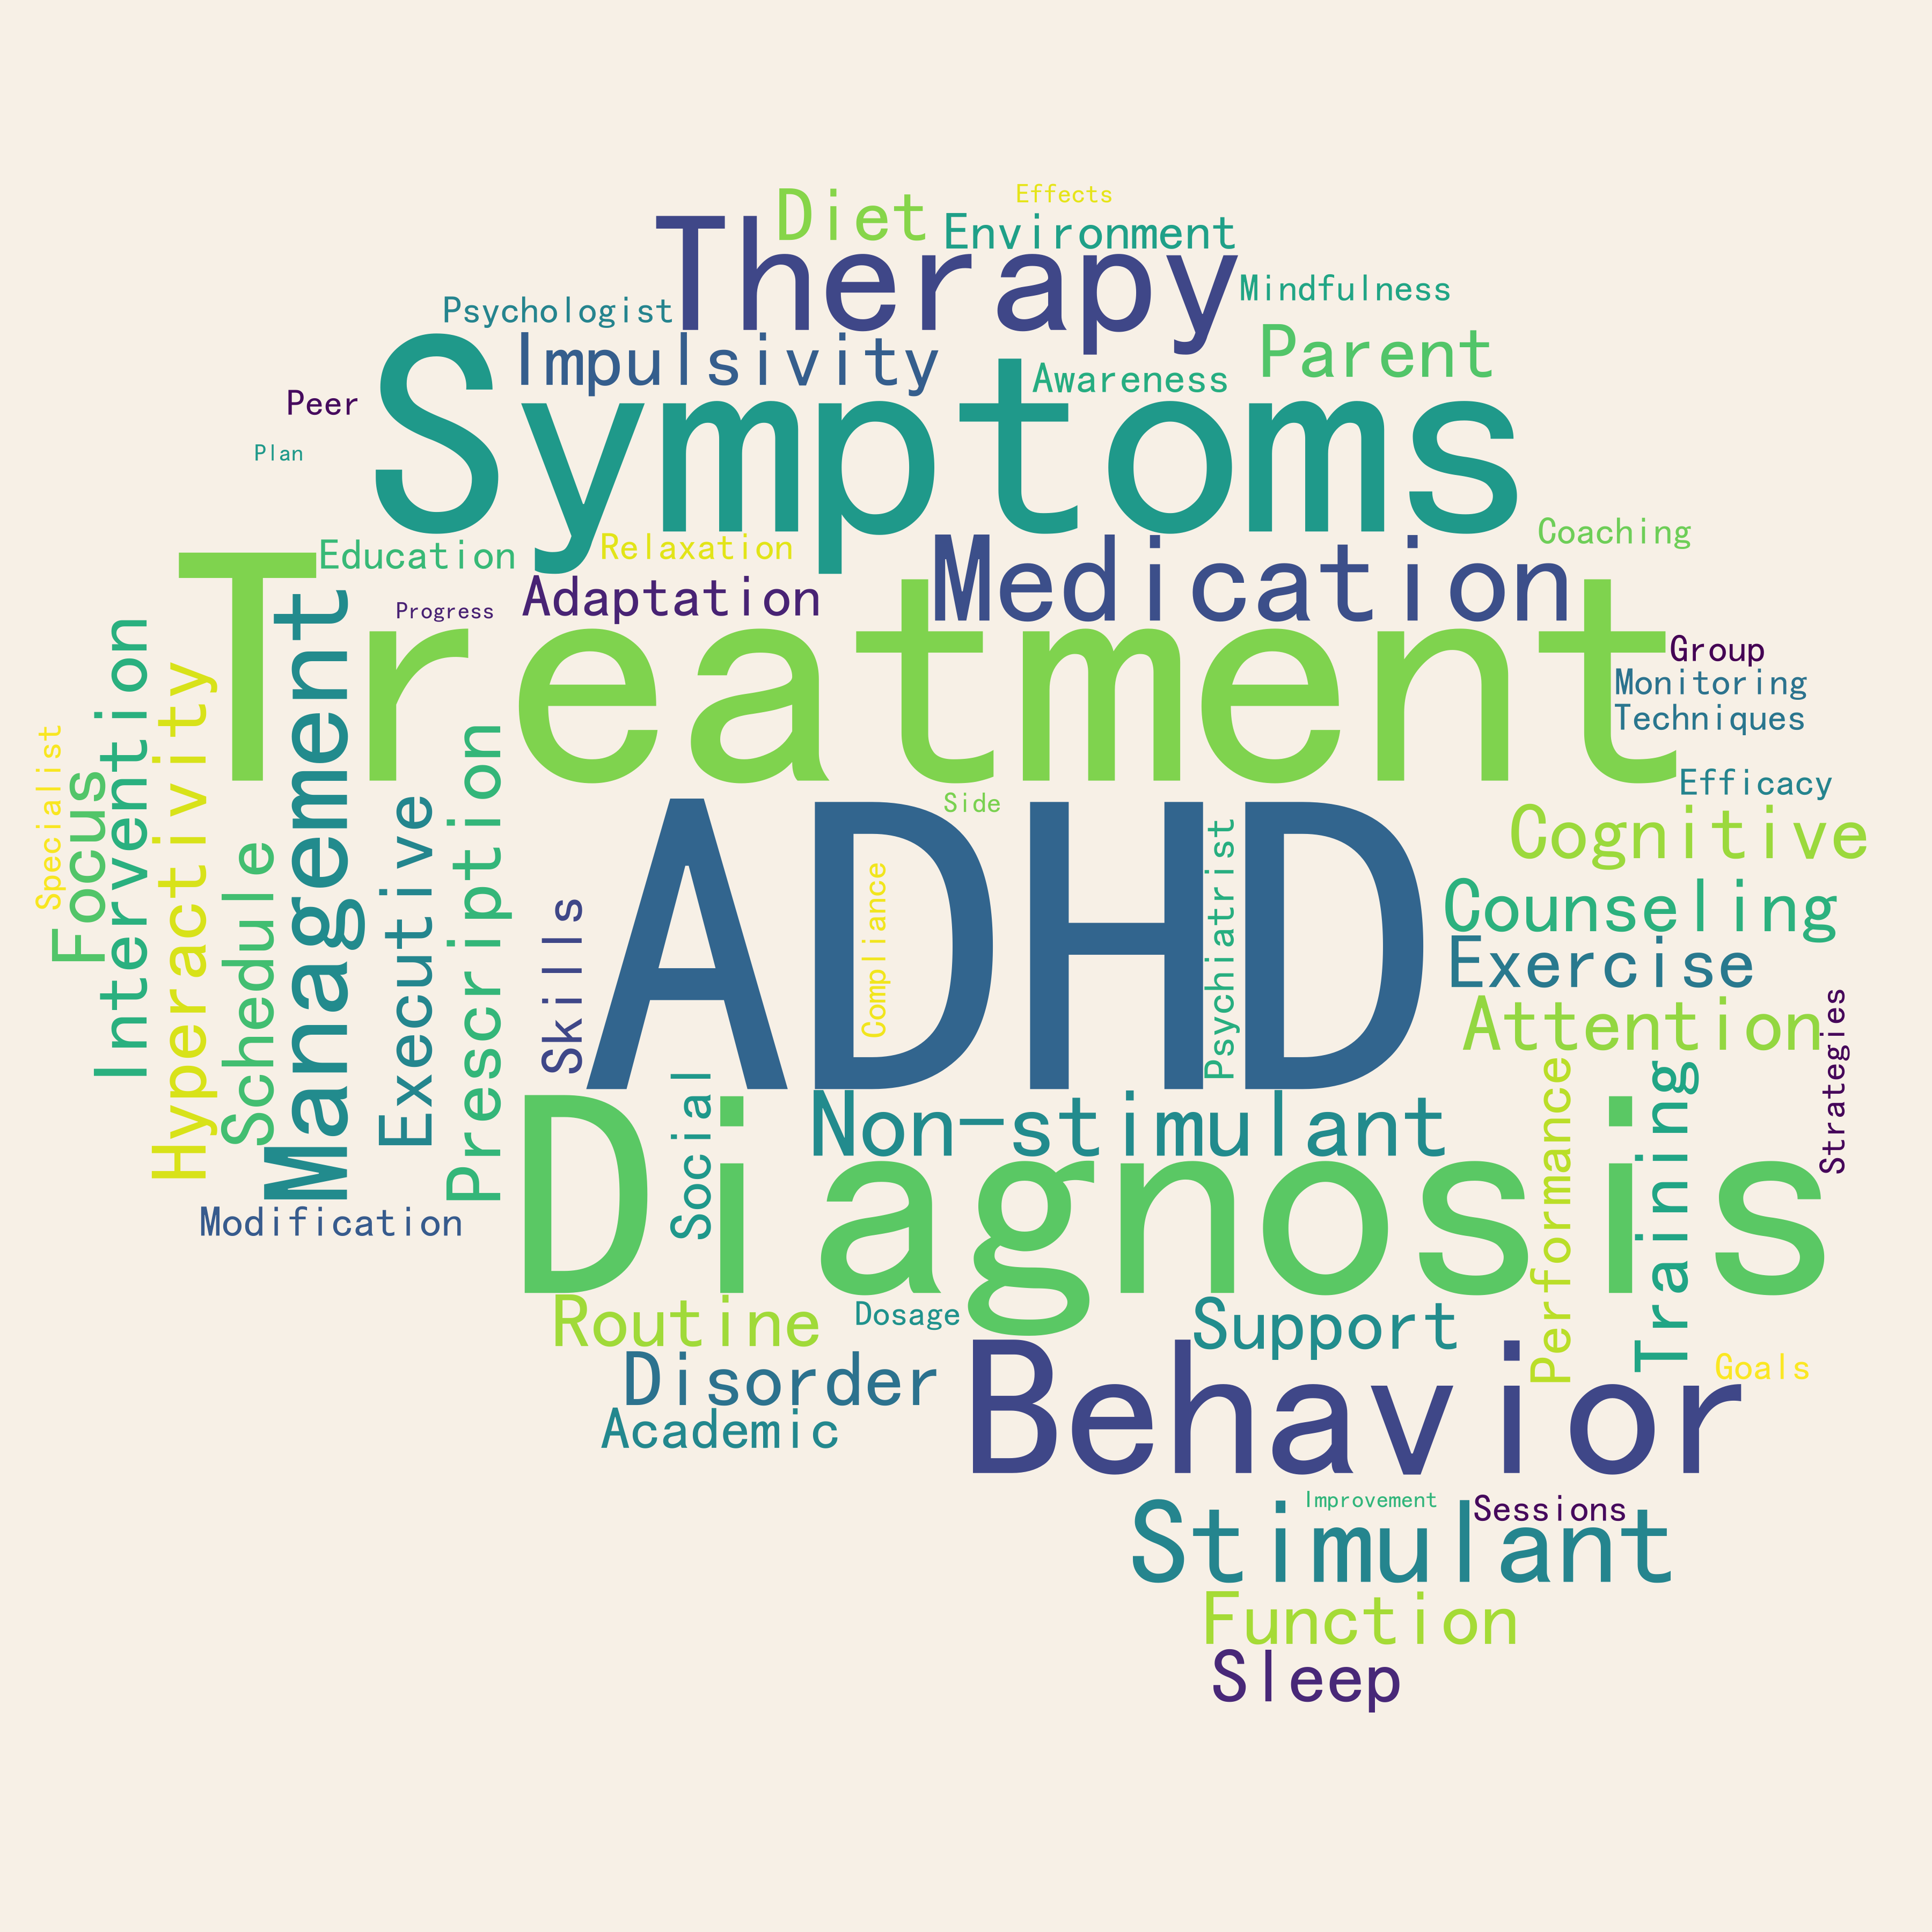 Effects
Diet
Environment
Therapy
Mindfulness
Psychologist
Impulsivity
Parent
Awareness
Peer
Symptoms
Plan
Coaching
Education
Relaxation
Medication
Adaptation
Progress
Treatment
Group
Monitoring
Techniques
Efficacy
Specialist
Focus
Intervention
Hyperactivity
Schedule
Management
Executive
Prescription
Skills
Side
ADHD
Compliance
Psychiatrist
Cognitive
Counseling
Exercise
Attention
Strategies
Social
Non-stimulant
Performance
Training
Modification
Diagnosis
Routine
Dosage
Support
Disorder
Goals
Behavior
Academic
Improvement
Sessions
Stimulant
Function
Sleep